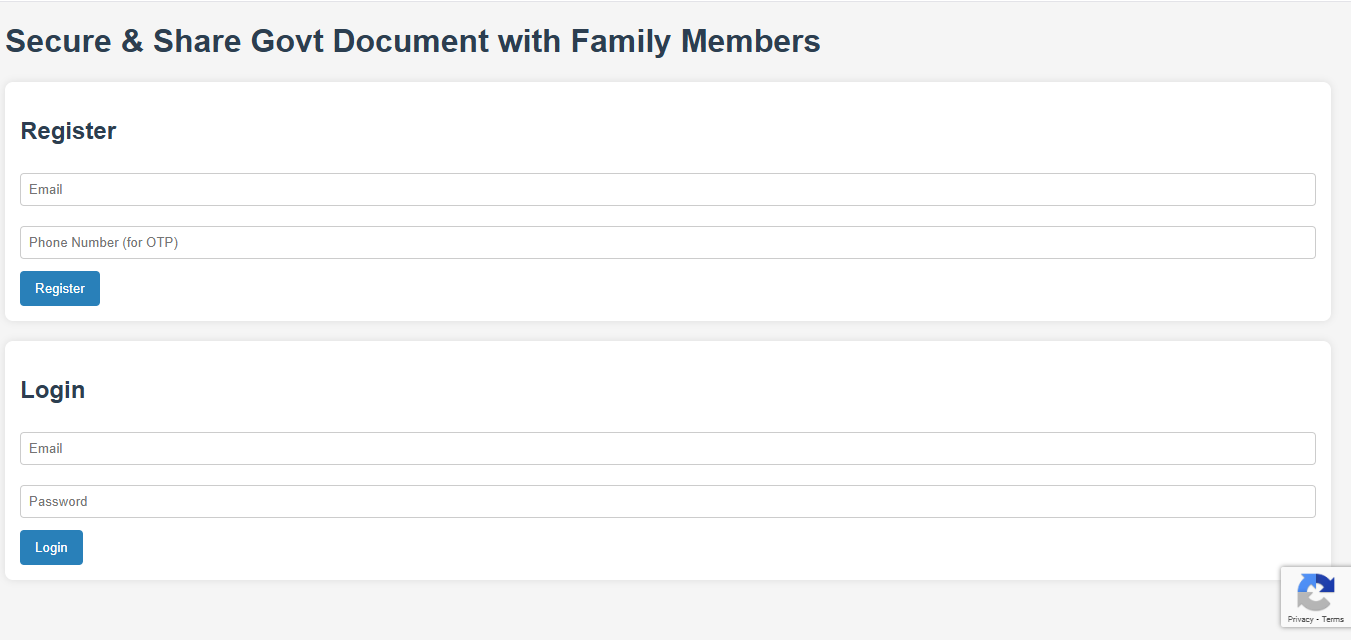 Secure & Share Govt Document with Family Members
Register
Email
Phone Number (for OTP)
Register
Login
Email
Password
Login
Privacy - Terms